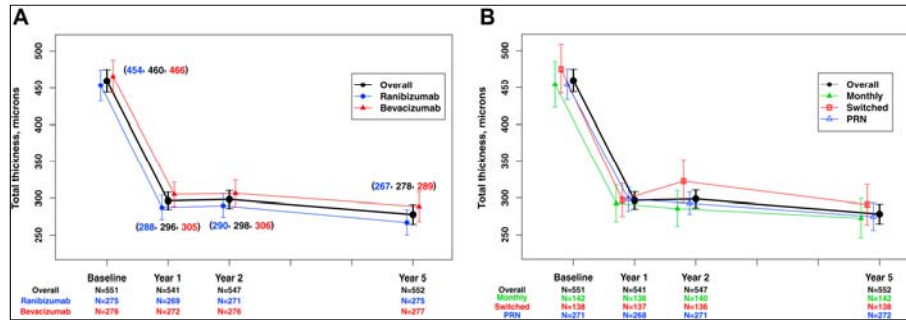 A
500
450
400
350
300
250
Total thickness, microns
(454, 460, 466)
Overall
Ranibizumab
Bevacizumab
(267, 278, 289)
(288, 296, 305)
(290, 298, 306)
Baseline Year 1 Year 2 Year 5
Overall N=551 N=541 N=547 N=552
Ranibizumab N=275 N=269 N=271 N=275
Bevacizumab N=276 N=272 N=276 N=277
B
500
450
400
350
300
250
Total thickness, microns
Overall
Monthly
Switched
PRN
Baseline Year 1 Year 2 Year 5
Overall N=551 N=541 N=547 N=552
Monthly N=142 N=136 N=140 N=142
Switched N=138 N=137 N=136 N=138
PRN N=271 N=268 N=271 N=272